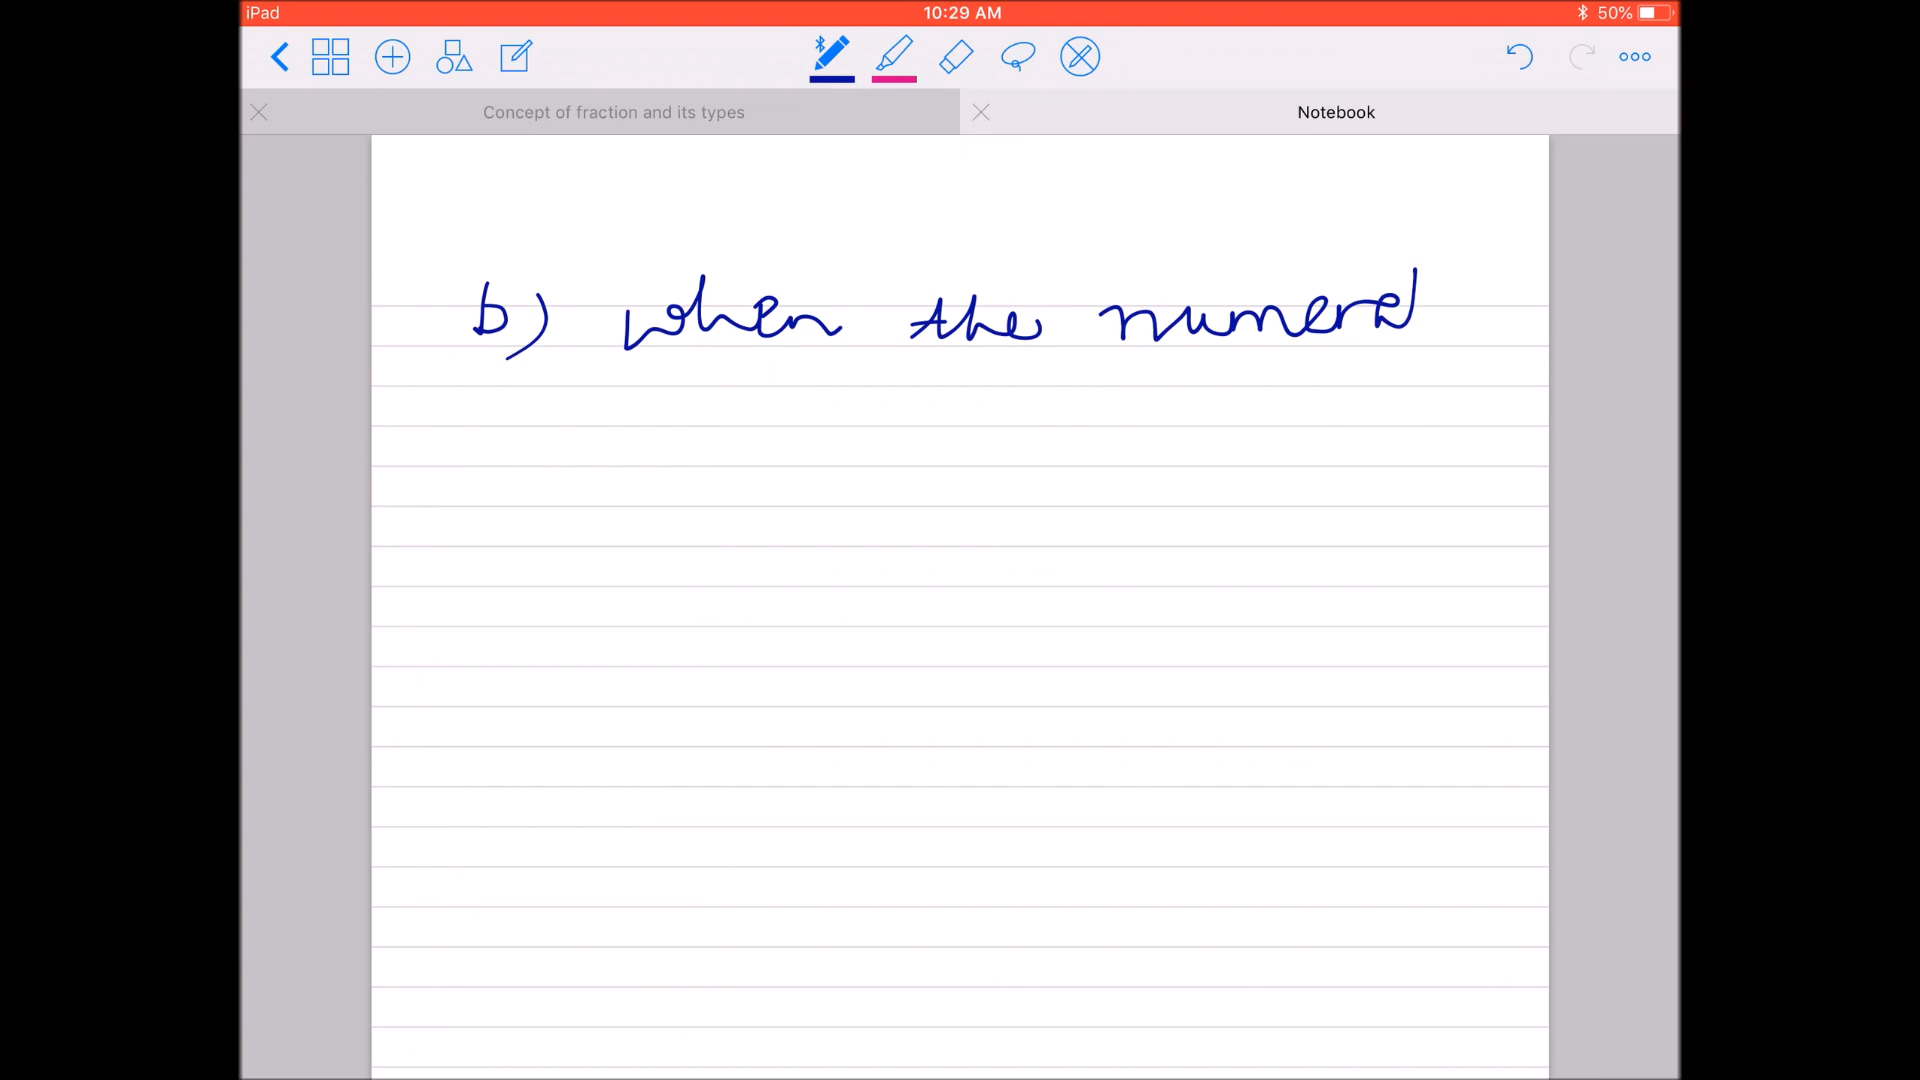 iPad 10:29 AM 50%
Concept of fraction and its types Notebook
b) when the numera